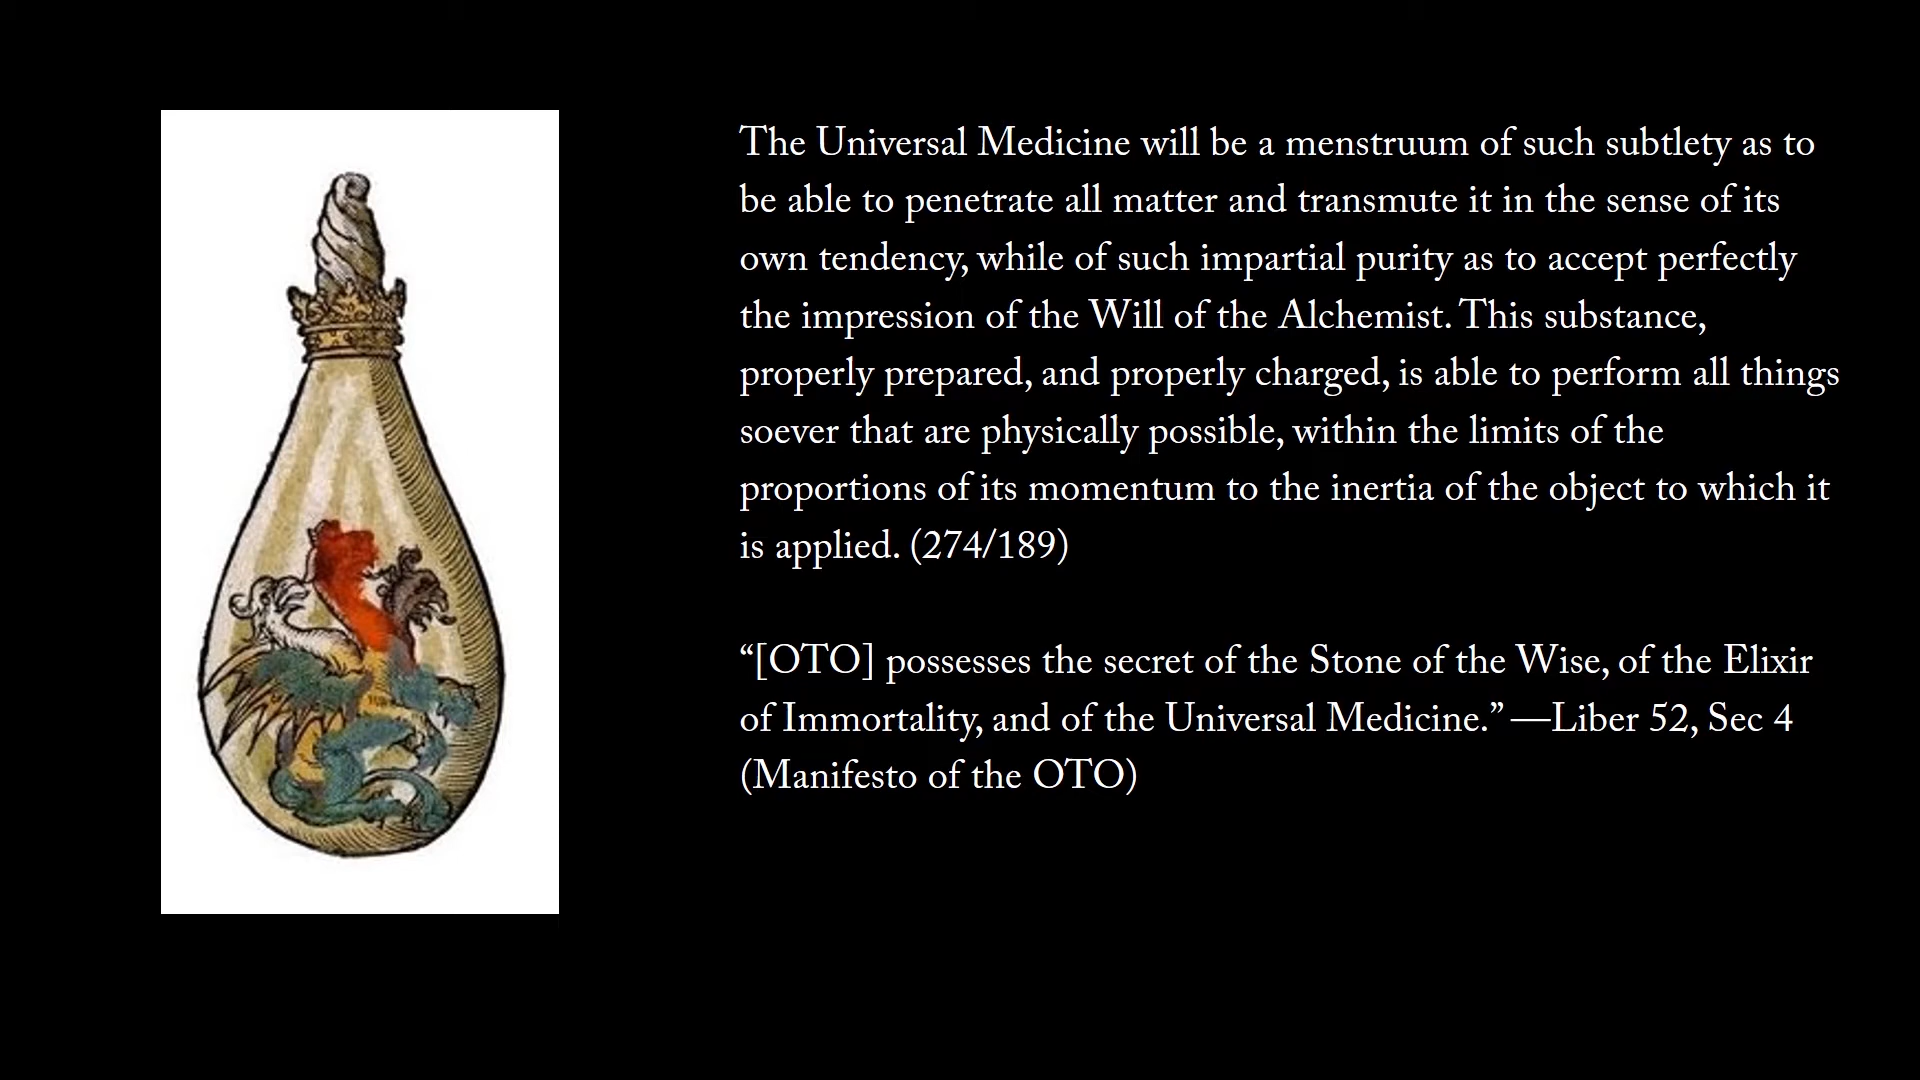 The Universal Medicine will be a menstruum of such subtlety as to
be able to penetrate all matter and transmute it in the sense of its
own tendency, while of such impartial purity as to accept perfectly
the impression of the Will of the Alchemist. This substance,
properly prepared, and properly charged, is able to perform all things
soever that are physically possible, within the limits of the
proportions of its momentum to the inertia of the object to which it
is applied. (274/189)
“[OTO] possesses the secret of the Stone of the Wise, of the Elixir
of Immortality, and of the Universal Medicine.” —Liber 52, Sec 4
(Manifesto of the OTO)